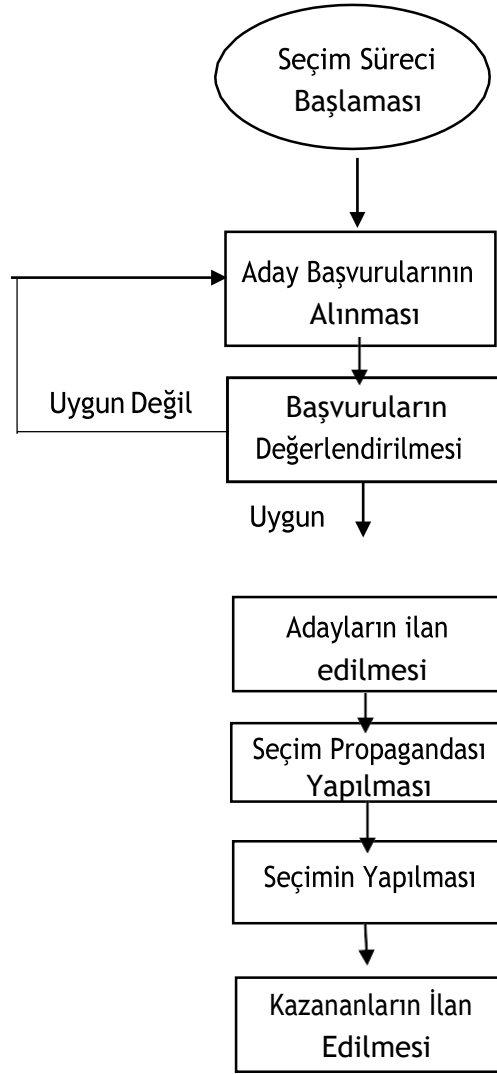 Seçim Süreci
Başlaması
Aday Başvurularının
Alınması
Uygun Değil
Başvuruların
Değerlendirilmesi
Uygun
Adayların ilan
edilmesi
Seçim Propagandası
Yapılması
Seçimin Yapılması
Kazananların İlan
Edilmesi